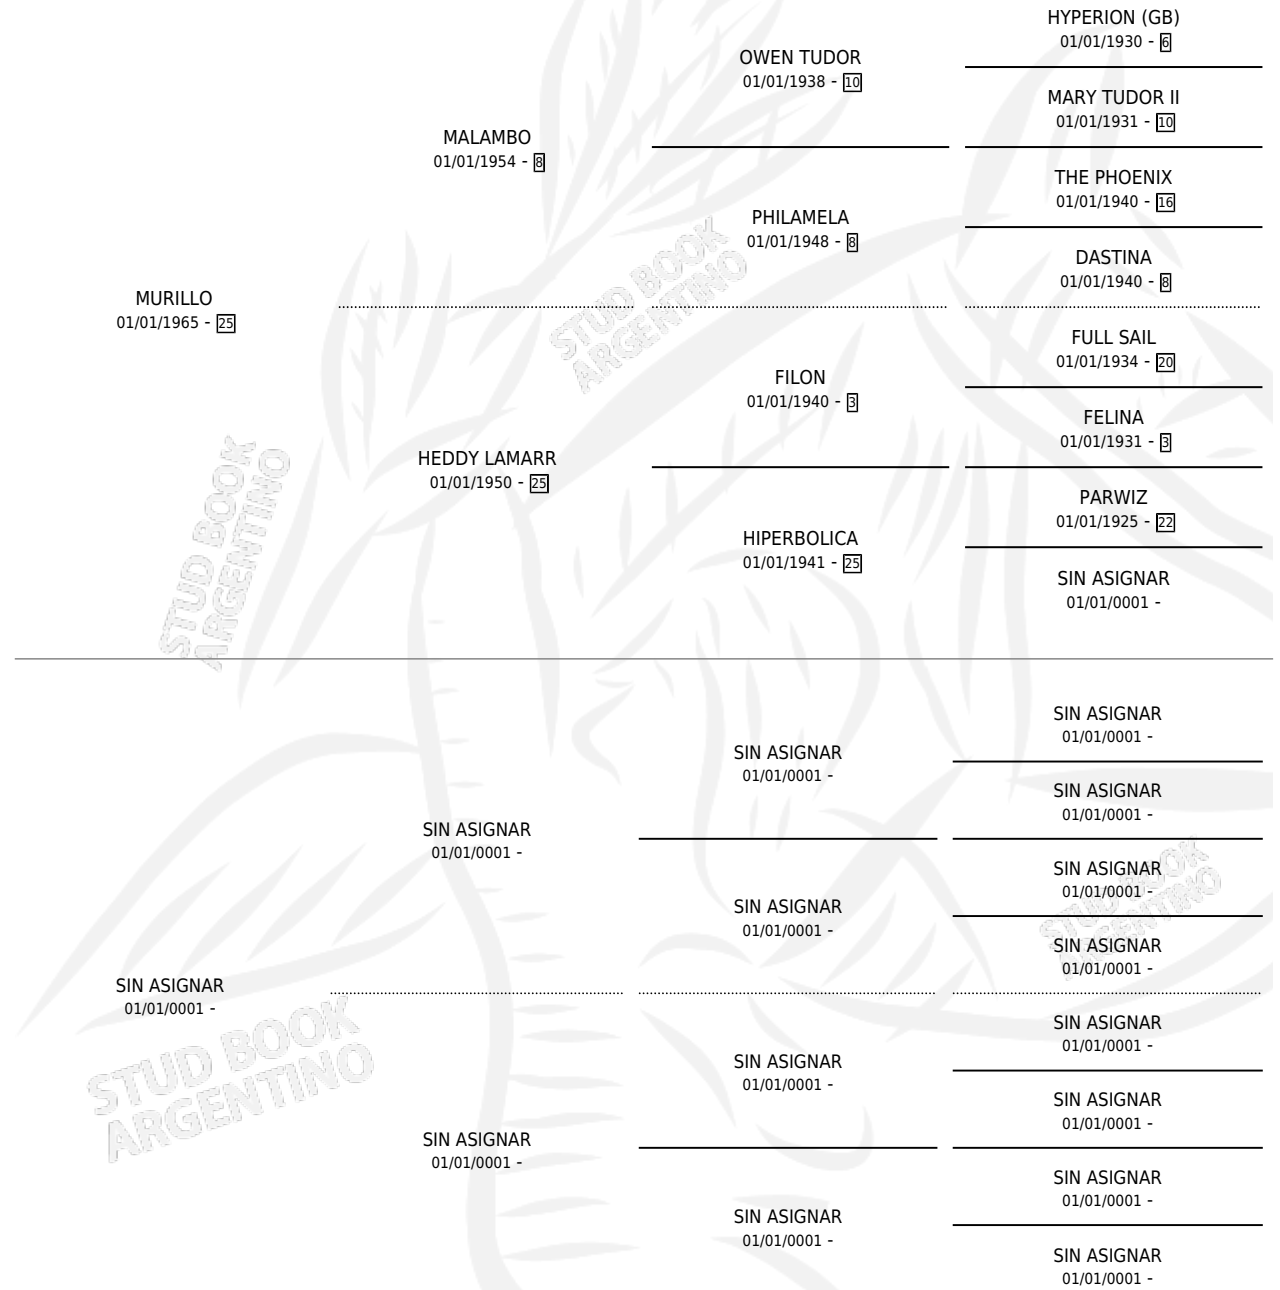 HYPERION (GB)
01/01/1930 - 6
OWEN TUDOR
01/01/1938 - 10
MARY TUDOR II
01/01/1931 - 10
MALAMBO
01/01/1954 - 8
THE PHOENIX
01/01/1940 - 16
PHILAMELA
01/01/1948 - 8
DASTINA
01/01/1940 - 8
MURILLO
01/01/1965 - 25
FULL SAIL
01/01/1934 - 20
FILON
01/01/1940 - 3
FELINA
01/01/1931 - 3
HEDDY LAMARR
01/01/1950 - 25
PARWIZ
01/01/1925 - 22
HIPERBOLICA
01/01/1941 - 25
SIN ASIGNAR
01/01/0001 -
STUD BOOK
ARGENTINO
STUD BOOK
ARGENTINO
SIN ASIGNAR
01/01/0001 -
SIN ASIGNAR
01/01/0001 -
SIN ASIGNAR
01/01/0001 -
SIN ASIGNAR
01/01/0001 -
SIN ASIGNAR
01/01/0001 -
SIN ASIGNAR
01/01/0001 -
SIN ASIGNAR
01/01/0001 -
SIN ASIGNAR
01/01/0001 -
SIN ASIGNAR
01/01/0001 -
SIN ASIGNAR
01/01/0001 -
SIN ASIGNAR
01/01/0001 -
SIN ASIGNAR
01/01/0001 -
SIN ASIGNAR
01/01/0001 -
SIN ASIGNAR
01/01/0001 -
SIN ASIGNAR
01/01/0001 -
STUD BOOK
ARGENTINO
STUD BOOK
ARGENTINO